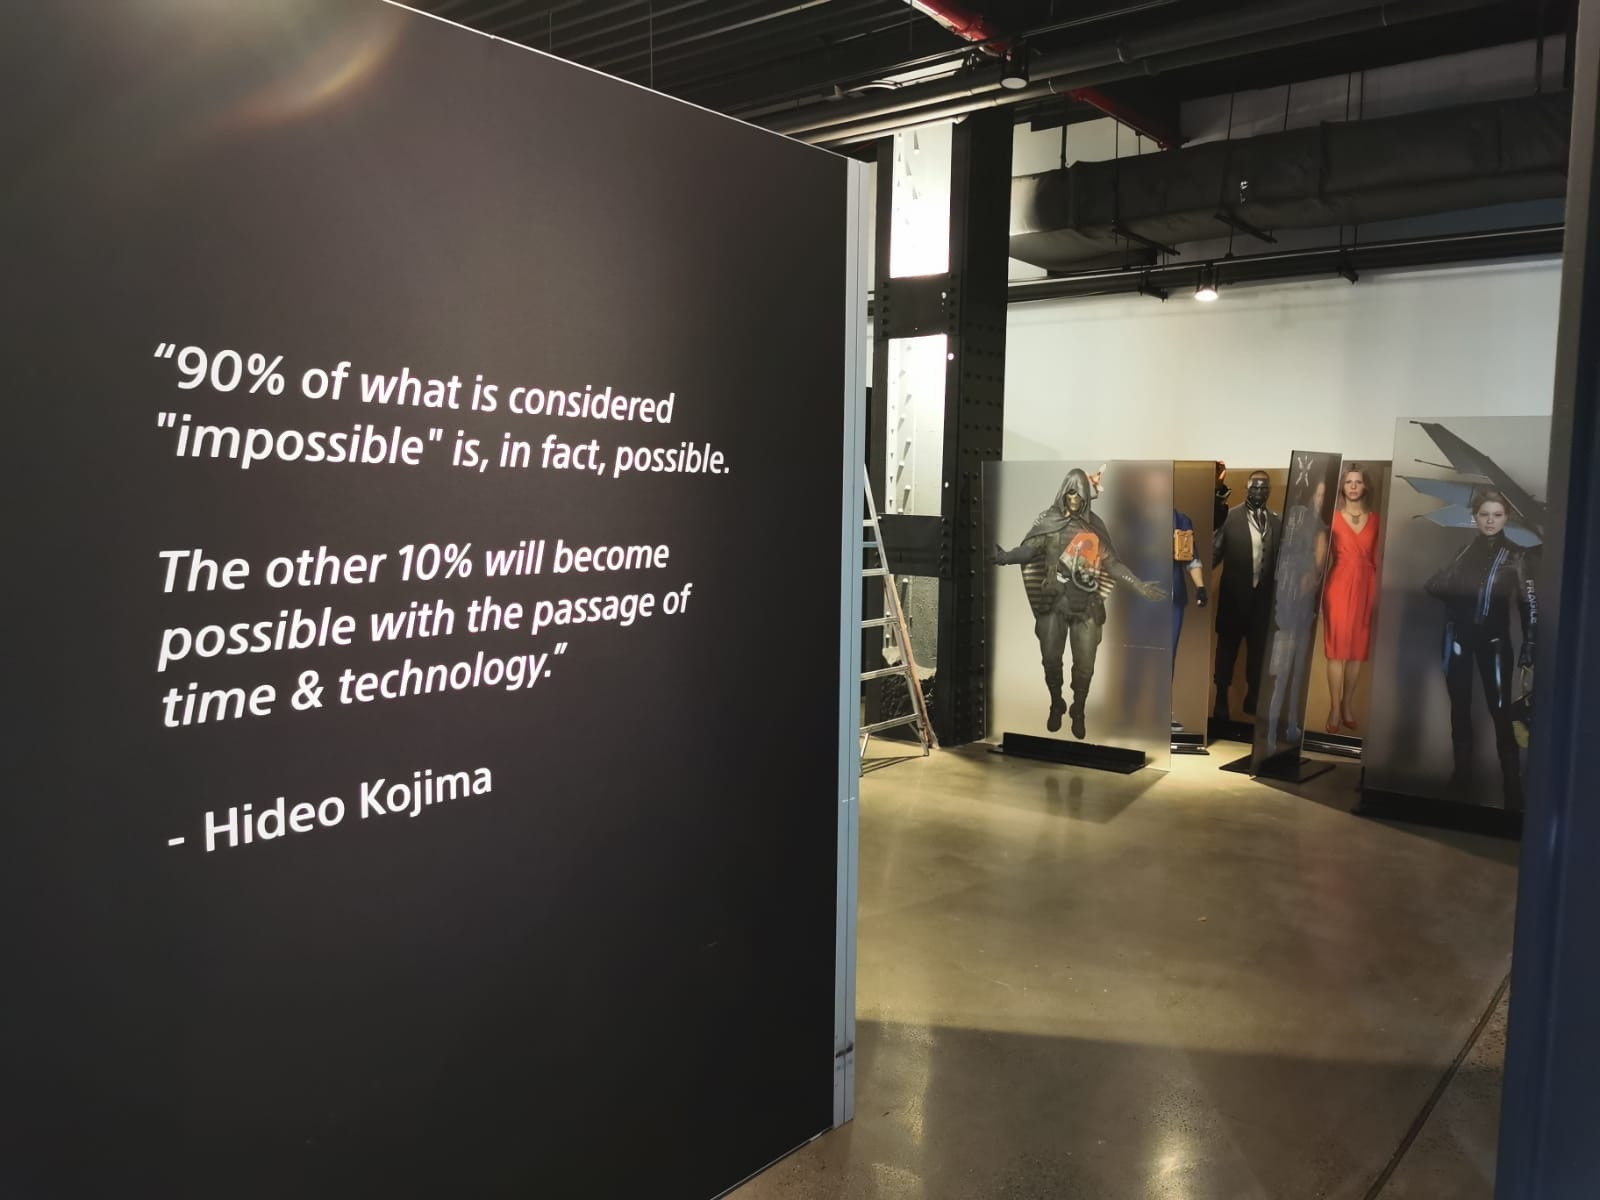 “90% of what is considered
"impossible" is, in fact, possible.
The other 10% will become
possible with the passage of
time & technology.”
- Hideo Kojima
FRAGILE